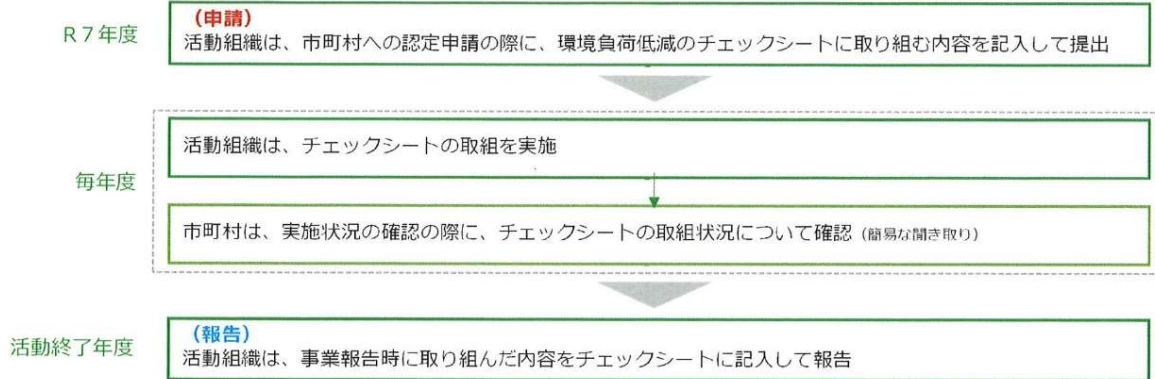 R7年度
(申請)
活動組織は、市町村への認定申請の際に、環境負荷低減のチェックシートに取り組む内容を記入して提出
毎年度
活動組織は、チェックシートの取組を実施
市町村は、実施状況の確認の際に、チェックシートの取組状況について確認(簡易な聞き取り)
活動終了年度
(報告)
活動組織は、事業報告時に取り組んだ内容をチェックシートに記入して報告